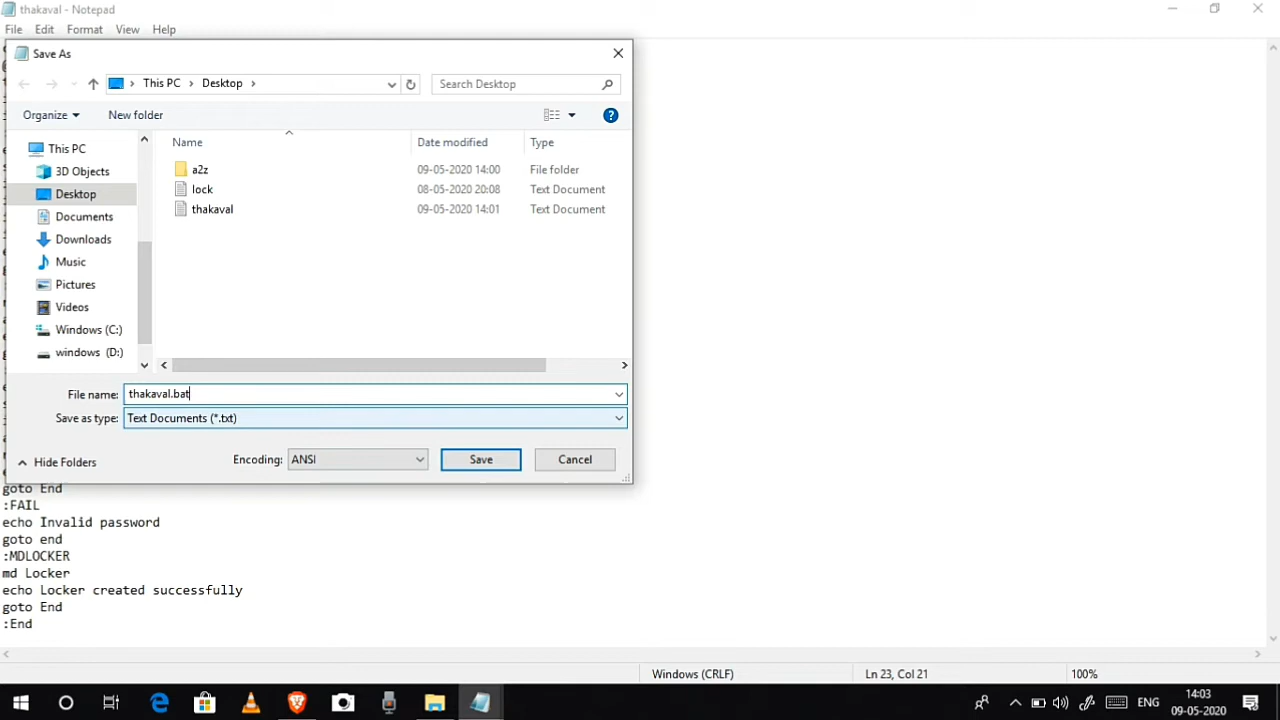 thakaval - Notepad
File Edit Format View Help
Save As
This PC Desktop
Search Desktop
Organize New folder
Name Date modified Type
This PC
3D Objects
Desktop
Documents
Downloads
Music
Pictures
Videos
Windows (C:)
windows (D:)
a2z 09-05-2020 14:00 File folder
lock 08-05-2020 20:08 Text Document
thakaval 09-05-2020 14:01 Text Document
File name: thakaval.bat
Save as type: Text Documents (*.txt)
Hide Folders
Encoding: ANSI
Save
Cancel
goto End
:FAIL
echo Invalid password
goto end
:MDLOCKER
md Locker
echo Locker created successfully
goto End
:End
Windows (CRLF) Ln 23, Col 21 100%
ENG
14:03
09-05-2020